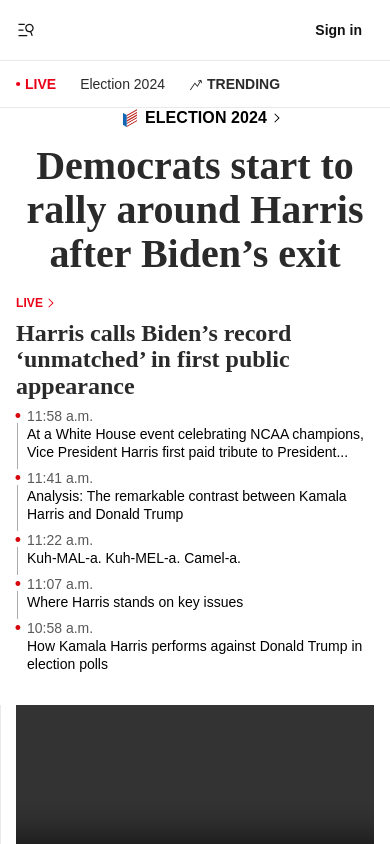 Sign in
LIVE
Election 2024
TRENDING
ELECTION 2024
Democrats start to
rally around Harris
after Biden’s exit
LIVE
Harris calls Biden’s record
‘unmatched’ in first public
appearance
11:58 a.m.
At a White House event celebrating NCAA champions,
Vice President Harris first paid tribute to President...
11:41 a.m.
Analysis: The remarkable contrast between Kamala
Harris and Donald Trump
11:22 a.m.
Kuh-MAL-a. Kuh-MEL-a. Camel-a.
11:07 a.m.
Where Harris stands on key issues
10:58 a.m.
How Kamala Harris performs against Donald Trump in
election polls